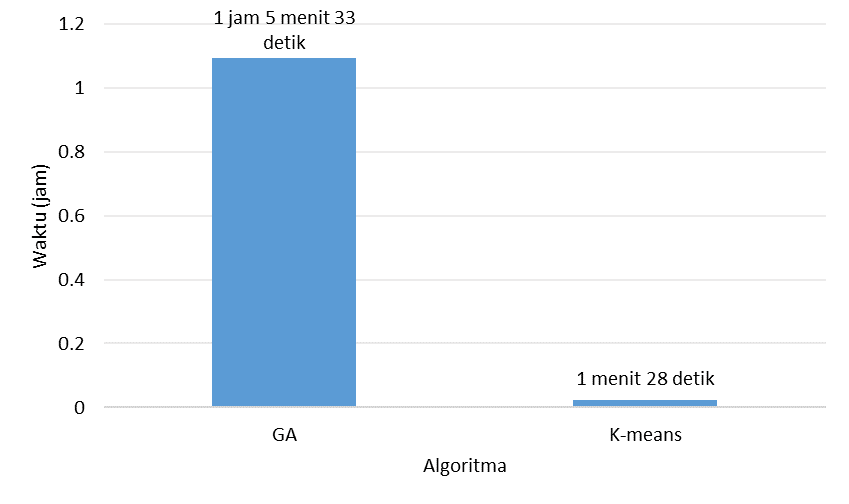 1 jam 5 menit 33
detik
1.2
1
0.8
0.6
0.4
0.2
0
Waktu (jam)
1 menit 28 detik
GA
K-means
Algoritma